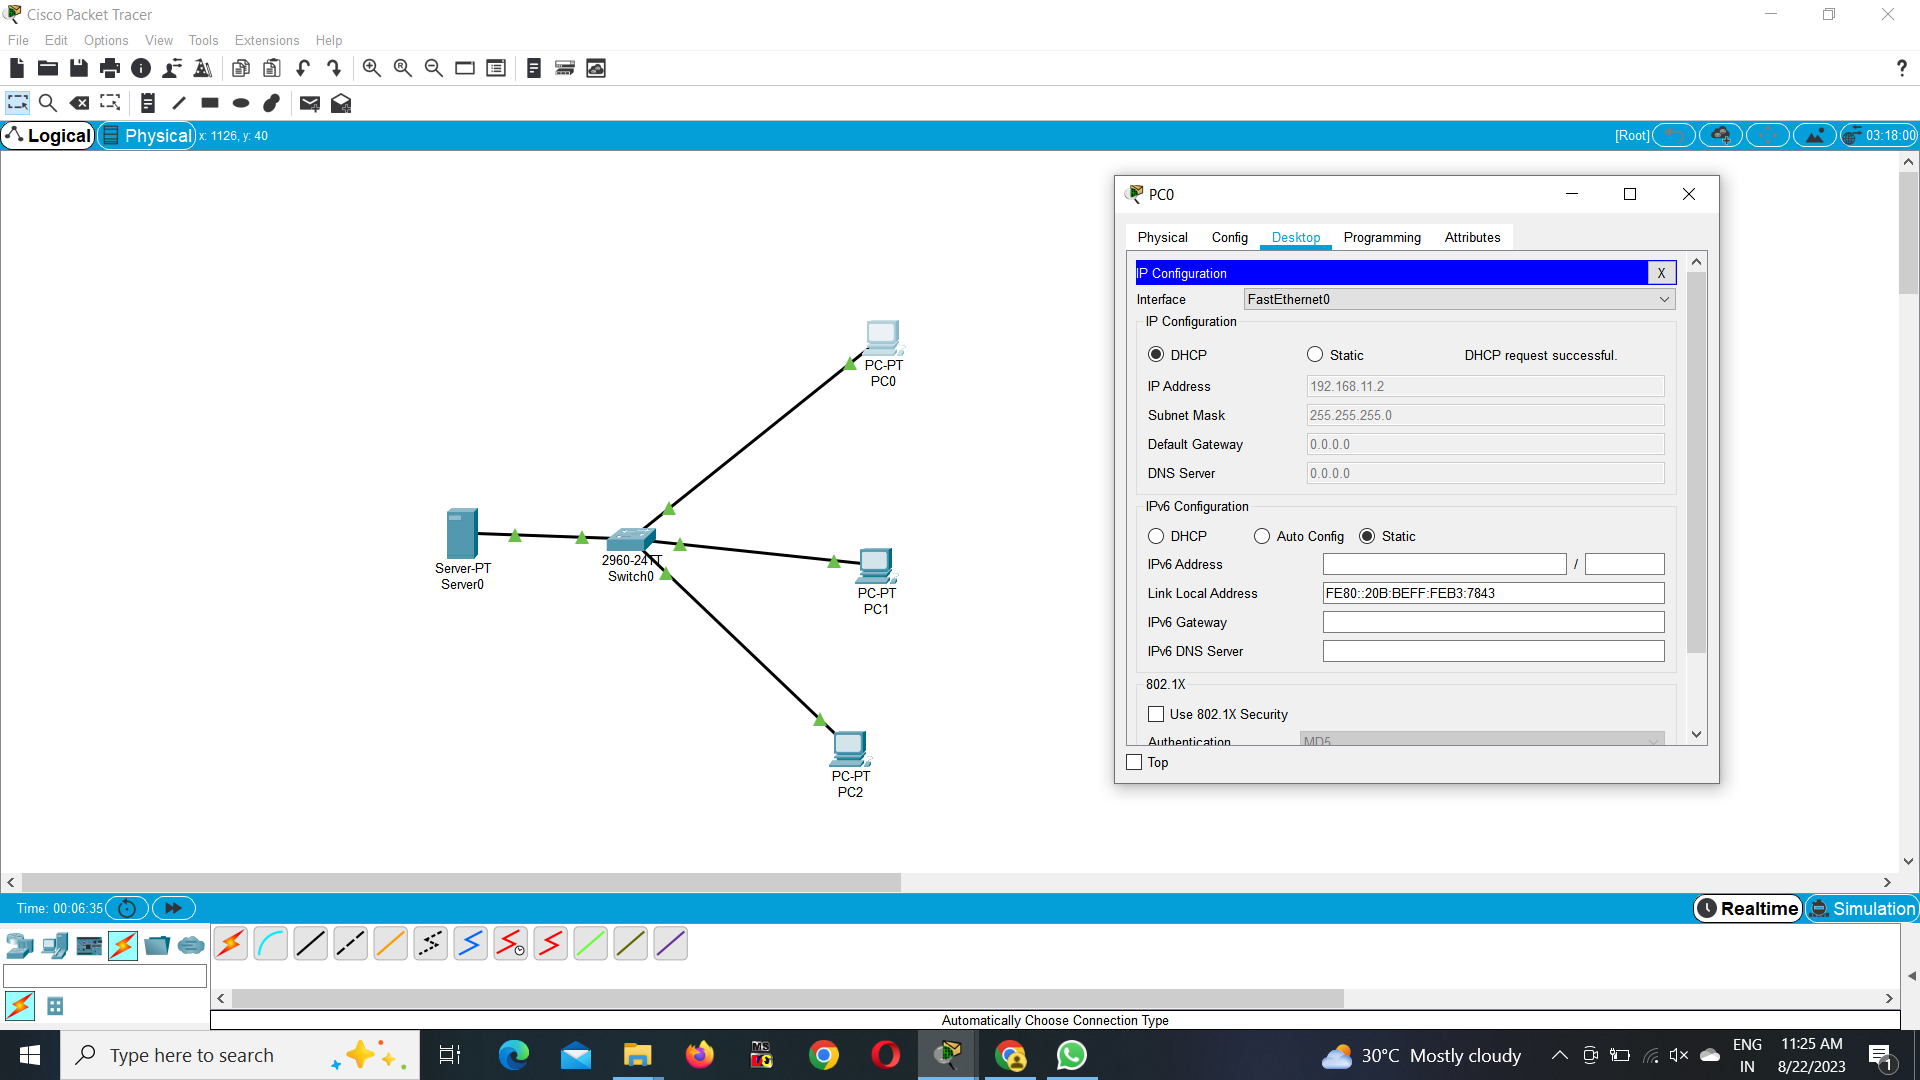 Cisco Packet Tracer
File Edit Options View Tools Extensions Help
?
Logical Physical x: 1126, y: 40 [Root] 03:18:00
PC0
Physical Config Desktop Programming Attributes
IP Configuration X
Interface FastEthernet0
IP Configuration
DHCP Static DHCP request successful.
IP Address 192.168.11.2
Subnet Mask 255.255.255.0
Default Gateway 0.0.0.0
DNS Server 0.0.0.0
IPv6 Configuration
DHCP Auto Config Static
IPv6 Address /
Link Local Address FE80::20B:BEFF:FEB3:7843
IPv6 Gateway
IPv6 DNS Server
802.1X
Use 802.1X Security
Authentication MD5
Top
PC-PT
PC0
Server-PT
Server0
2960-24TT
Switch0
PC-PT
PC1
PC-PT
PC2
Time: 00:06:35 Realtime Simulation
Automatically Choose Connection Type
Type here to search
30°C Mostly cloudy
ENG
IN
11:25 AM
8/22/2023
1